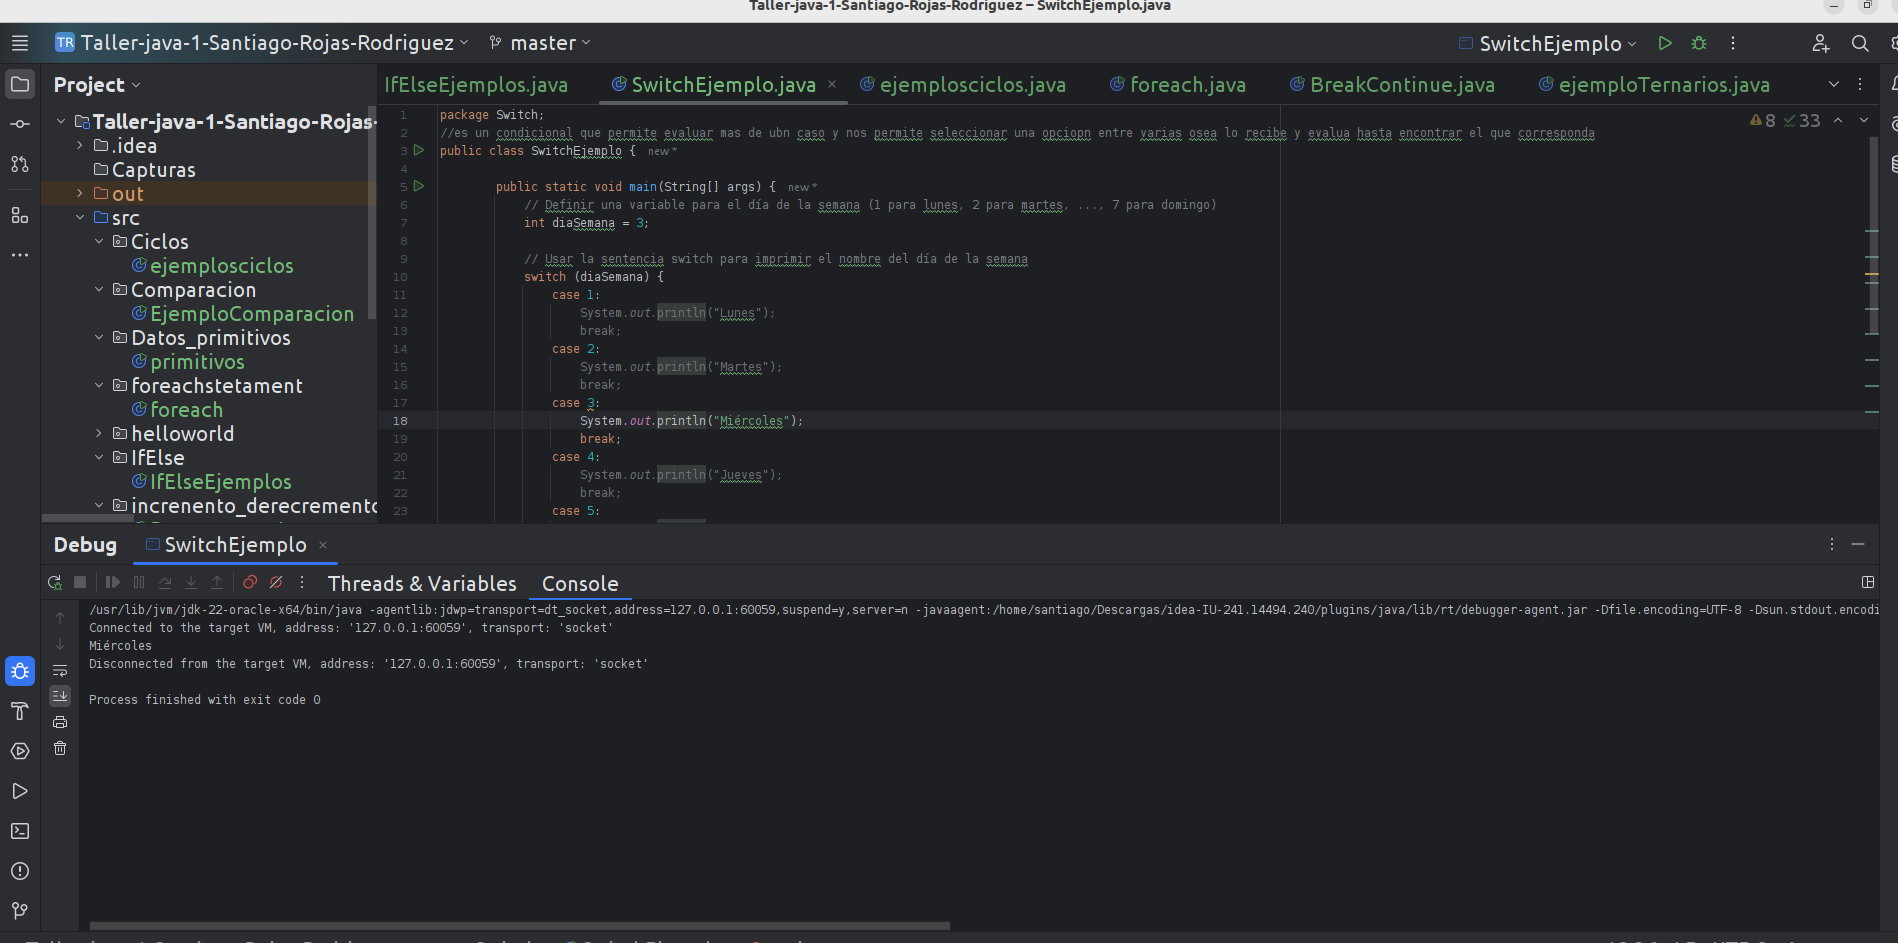 Taller-java-1-Santiago-Rojas-Rodriguez – SwitchEjemplo.java
TR Taller-java-1-Santiago-Rojas-Rodriguez master SwitchEjemplo
Project
IfElseEjemplos.java SwitchEjemplo.java ejemplosciclos.java foreach.java BreakContinue.java ejemploTernarios.java
Taller-java-1-Santiago-Rojas-
.idea
Capturas
out
src
Ciclos
ejemplosciclos
Comparacion
EjemploComparacion
Datos_primitivos
primitivos
foreachstetament
foreach
helloworld
IfElse
IfElseEjemplos
increnento_derecremento
8 33
1 package Switch;
2 //es un condicional que permite evaluar mas de ubn caso y nos permite seleccionar una opciopn entre varias osea lo recibe y evalua hasta encontrar el que corresponda
3 public class SwitchEjemplo { new *
4
5 public static void main(String[] args) { new *
6 // Definir una variable para el día de la semana (1 para lunes, 2 para martes, ..., 7 para domingo)
7 int diaSemana = 3;
8
9 // Usar la sentencia switch para imprimir el nombre del día de la semana
10 switch (diaSemana) {
11 case 1:
12 System.out.println("Lunes");
13 break;
14 case 2:
15 System.out.println("Martes");
16 break;
17 case 3:
18 System.out.println("Miércoles");
19 break;
20 case 4:
21 System.out.println("Jueves");
22 break;
23 case 5:
Debug SwitchEjemplo
Threads & Variables Console
/usr/lib/jvm/jdk-22-oracle-x64/bin/java -agentlib:jdwp=transport=dt_socket,address=127.0.0.1:60059,suspend=y,server=n -javaagent:/home/santiago/Descargas/idea-IU-241.14494.240/plugins/java/lib/rt/debugger-agent.jar -Dfile.encoding=UTF-8 -Dsun.stdout.encodi
Connected to the target VM, address: '127.0.0.1:60059', transport: 'socket'
Miércoles
Disconnected from the target VM, address: '127.0.0.1:60059', transport: 'socket'
Process finished with exit code 0